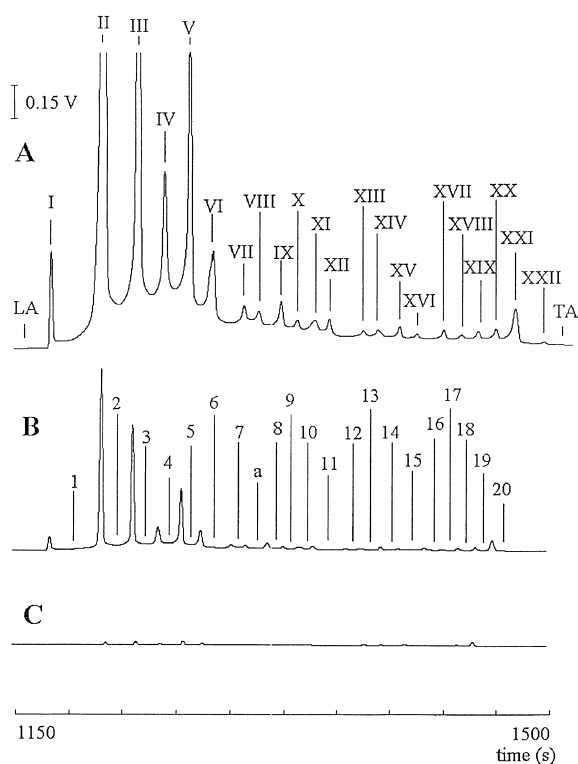 II III V
0.15 V
IV
A
I VI VIII X XIII XVII XX
XI XIV XVIII XXI
VII IX XII XV XIX XXII
XVI
LA TA
B 2 3 4 5 6 7 a 8 9 10 11 12 13 14 15 16 17 18 19 20
1
C
1150 1500
time (s)